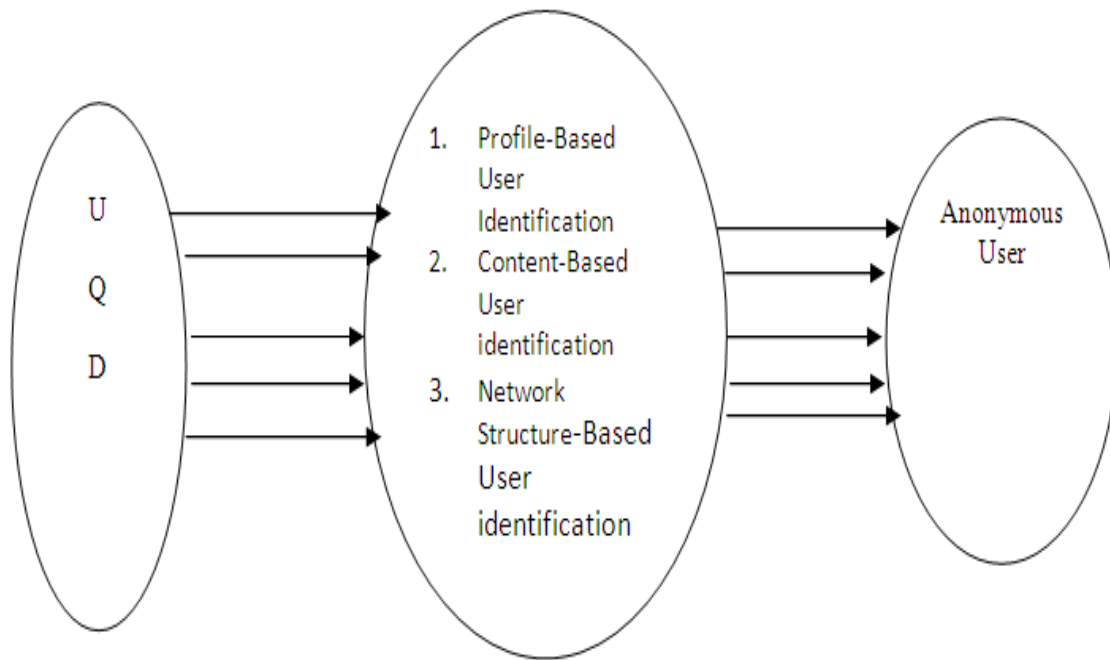 U
Q
D
1. Profile-Based
User
Identification
2. Content-Based
User
identification
3. Network
Structure-Based
User
identification
Anonymous
User